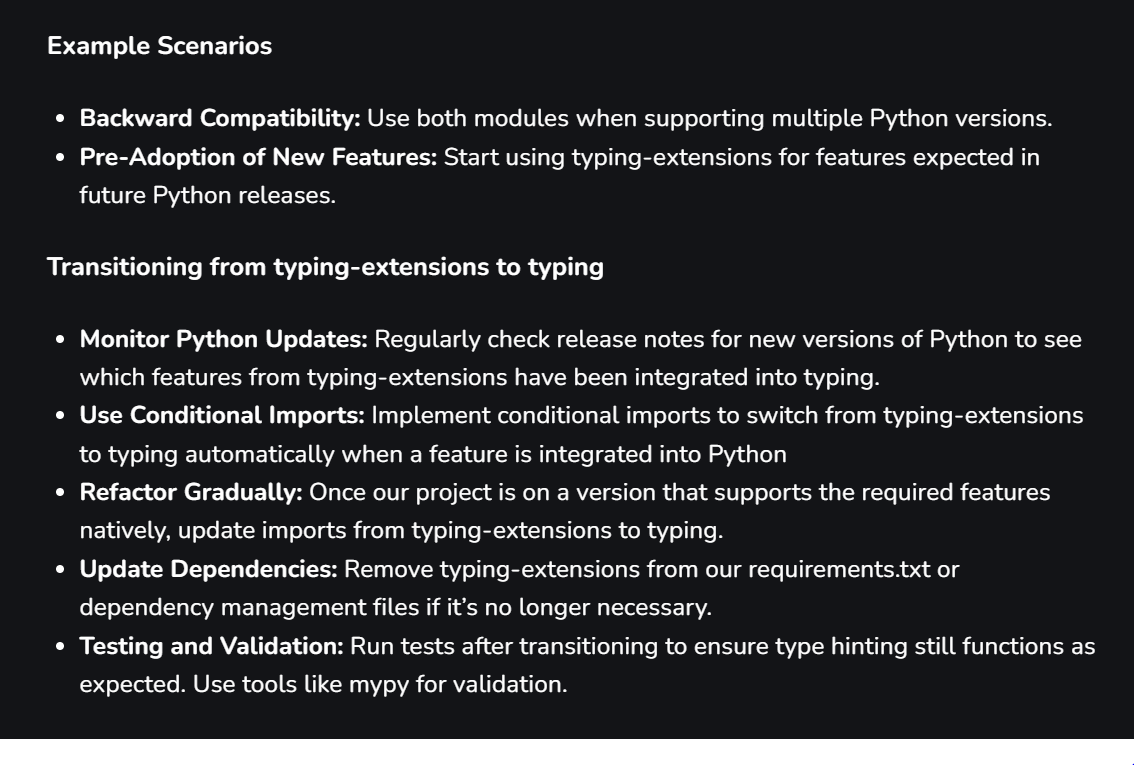 Example Scenarios
• Backward Compatibility: Use both modules when supporting multiple Python versions.
• Pre-Adoption of New Features: Start using typing-extensions for features expected in
future Python releases.
Transitioning from typing-extensions to typing
• Monitor Python Updates: Regularly check release notes for new versions of Python to see
which features from typing-extensions have been integrated into typing.
• Use Conditional Imports: Implement conditional imports to switch from typing-extensions
to typing automatically when a feature is integrated into Python
• Refactor Gradually: Once our project is on a version that supports the required features
natively, update imports from typing-extensions to typing.
• Update Dependencies: Remove typing-extensions from our requirements.txt or
dependency management files if it’s no longer necessary.
• Testing and Validation: Run tests after transitioning to ensure type hinting still functions as
expected. Use tools like mypy for validation.